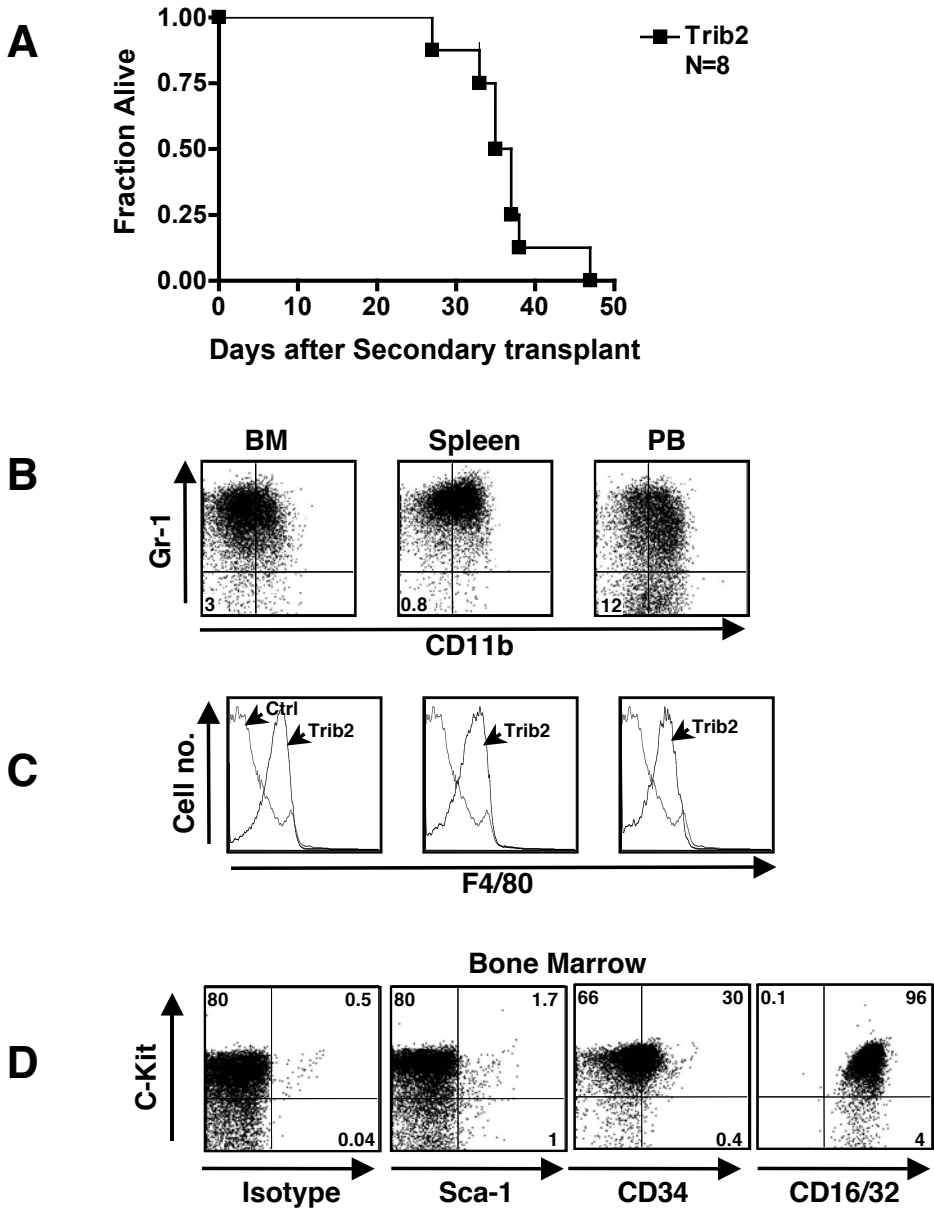 A
Fraction Alive
1.00
0.75
0.50
0.25
0.00
0 10 20 30 40 50
Days after Secondary transplant
Trib2
N=8
B
BM Spleen PB
Gr-1
3 0.8 12
CD11b
C
Cell no.
Ctrl
Trib2 Trib2 Trib2
F4/80
Bone Marrow
D
C-Kit
80 0.5 80 1.7 66 30 0.1 96
0.04 1 0.4 4
Isotype Sca-1 CD34 CD16/32